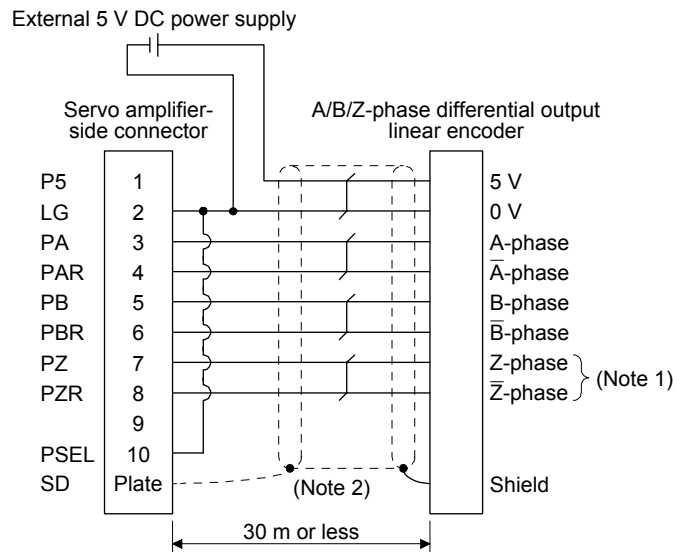 External 5 V DC power supply
Servo amplifier-
side connector
A/B/Z-phase differential output
linear encoder
P5 1 5 V
LG 2 0 V
PA 3 A-phase
PAR 4 A̅-phase
PB 5 B-phase
PBR 6 B̅-phase
PZ 7 Z-phase
PZR 8 Z̅-phase
(Note 1)
9
PSEL 10
SD Plate (Note 2) Shield
30 m or less